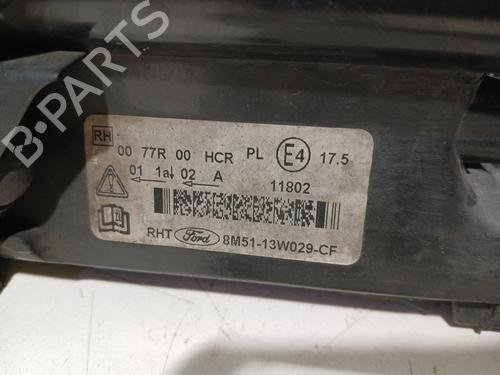 B-PARTS
RH
00 77R 00 HCR PL E4 17.5
01 1a 02 A
11802
RHT Ford 8M51-13W029-CF